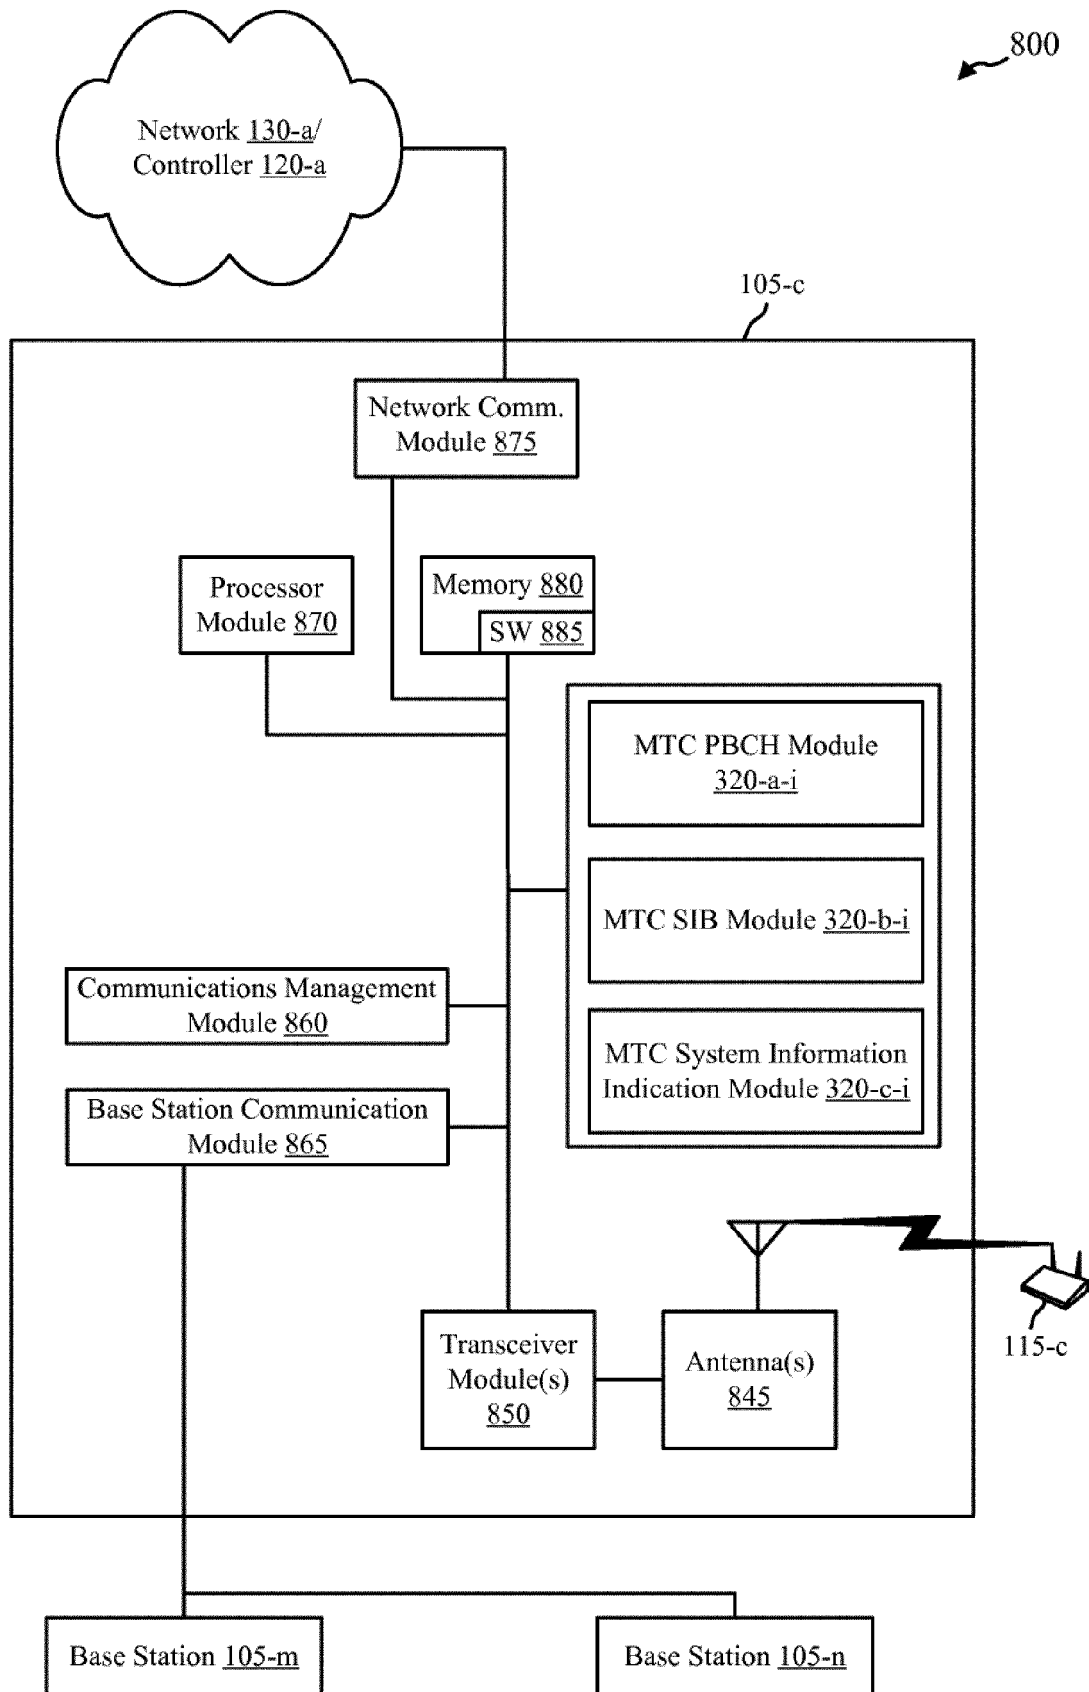 800
Network 130-a/
Controller 120-a
105-c
Network Comm.
Module 875
Processor
Module 870
Memory 880
SW 885
MTC PBCH Module
320-a-i
MTC SIB Module 320-b-i
MTC System Information
Indication Module 320-c-i
Communications Management
Module 860
Base Station Communication
Module 865
Transceiver
Module(s)
850
Antenna(s)
845
115-c
Base Station 105-m
Base Station 105-n